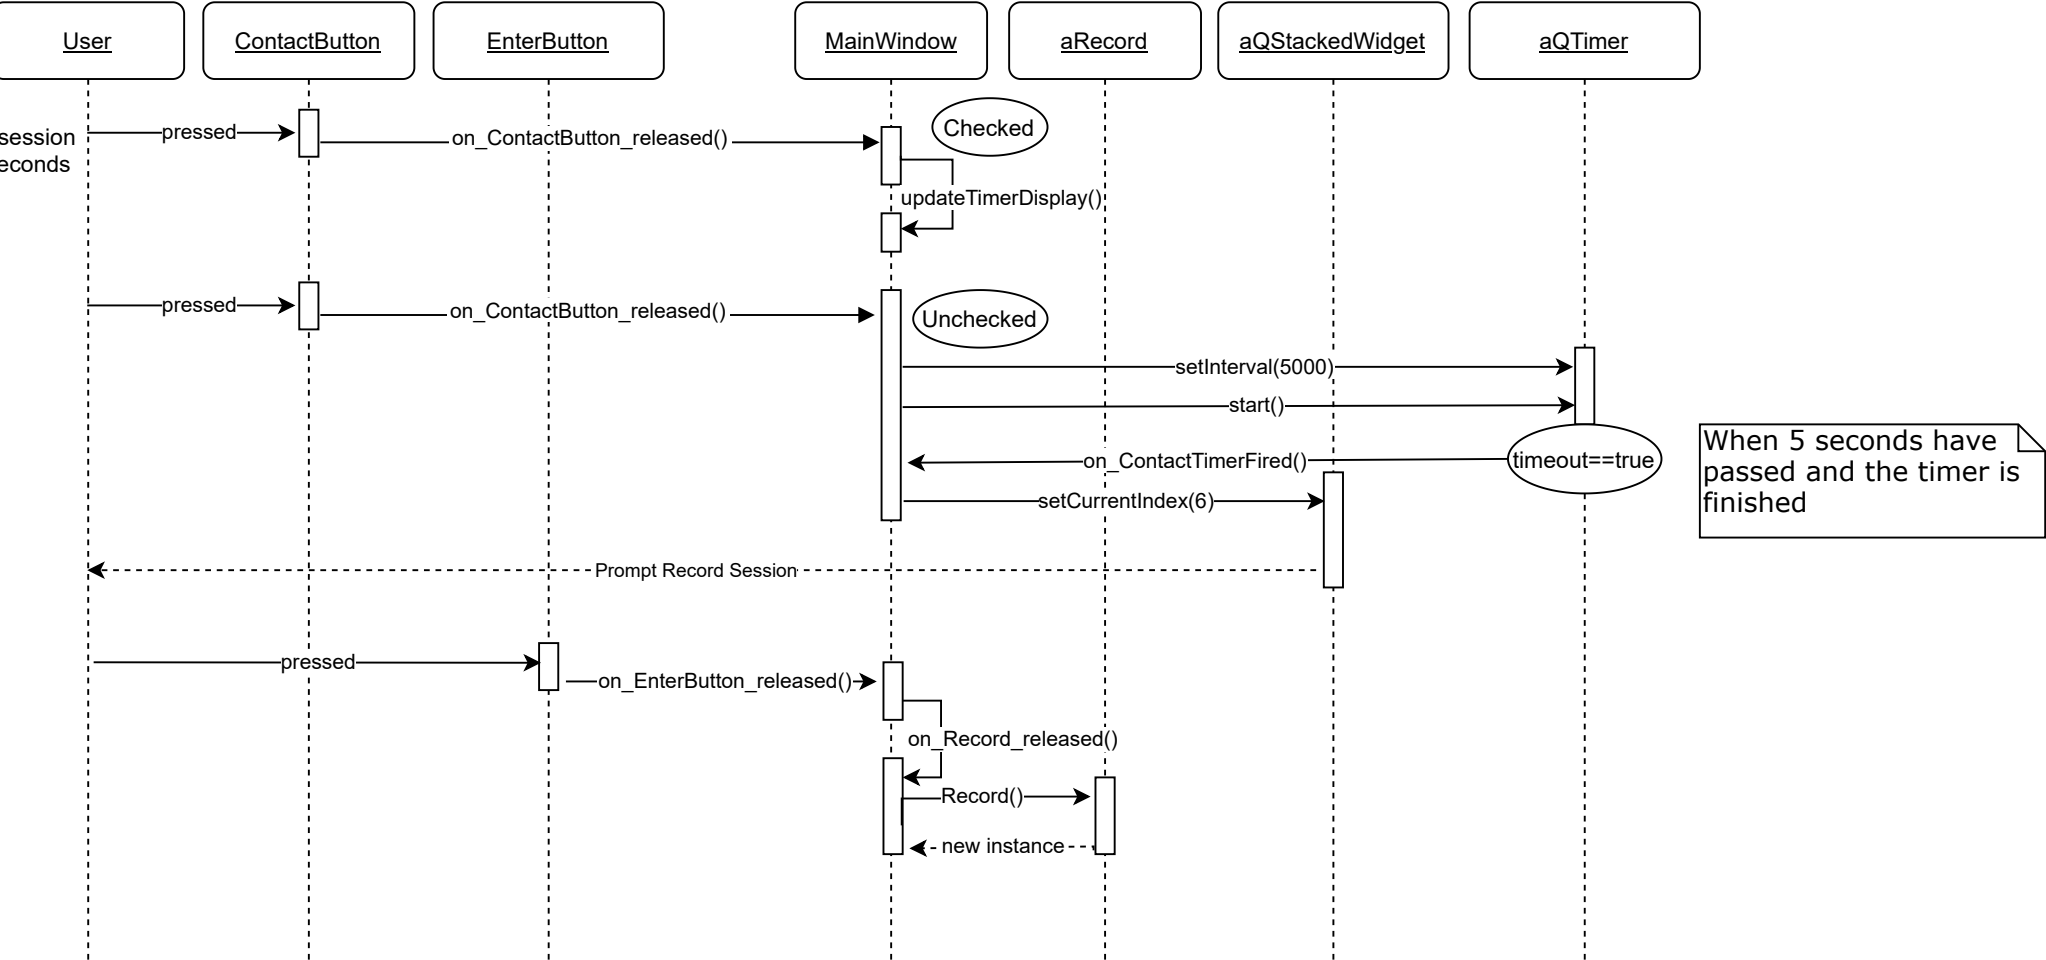 User
ContactButton
EnterButton
MainWindow
aRecord
aQStackedWidget
aQTimer
session
econds
pressed
on_ContactButton_released()
Checked
updateTimerDisplay()
pressed
on_ContactButton_released()
Unchecked
setInterval(5000)
start()
on_ContactTimerFired()
timeout==true
When 5 seconds have
passed and the timer is
finished
setCurrentIndex(6)
Prompt Record Session
pressed
on_EnterButton_released()
on_Record_released()
Record()
new instance